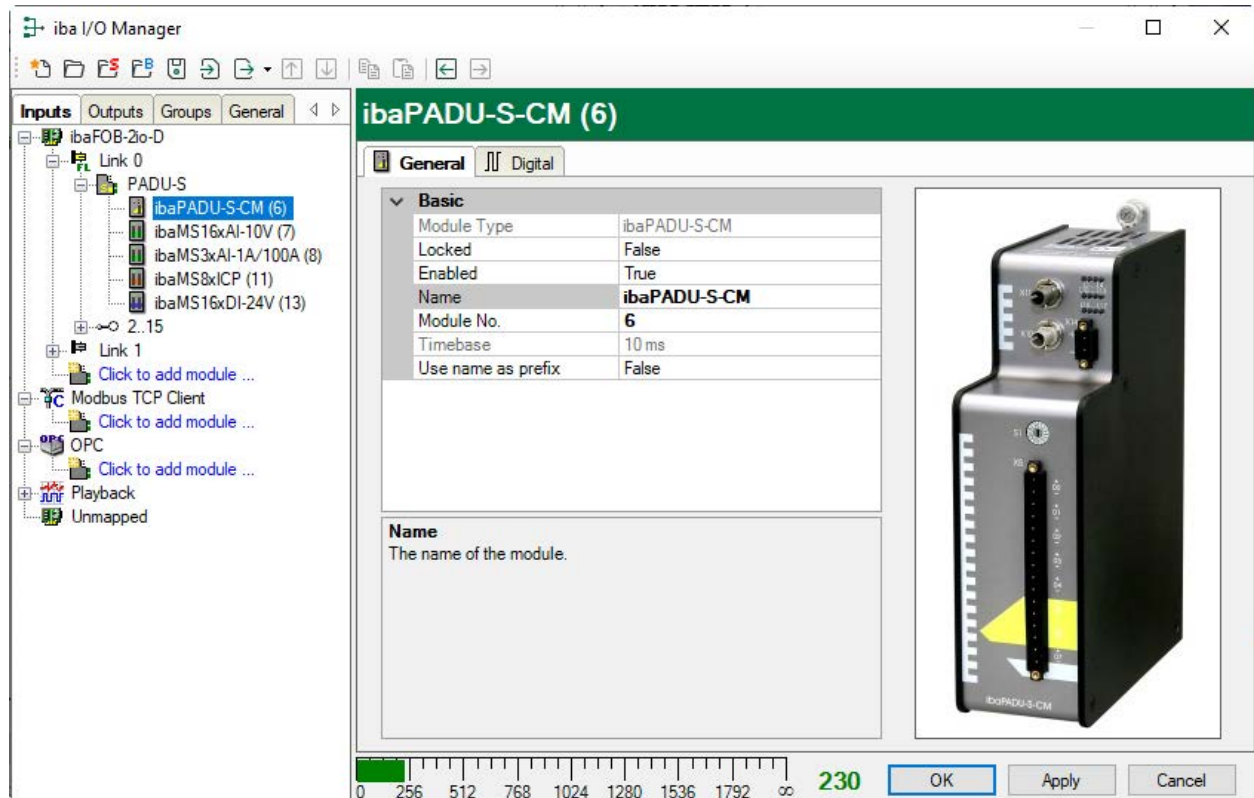 iba I/O Manager
Inputs Outputs Groups General
ibaFOB-2io-D
Link 0
PADU-S
ibaPADU-S-CM (6)
ibaMS16xAI-10V (7)
ibaMS3xAI-1A/100A (8)
ibaMS8xICP (11)
ibaMS16xDI-24V (13)
2..15
Link 1
Click to add module ...
Modbus TCP Client
Click to add module ...
OPC
Click to add module ...
Playback
Unmapped
ibaPADU-S-CM (6)
General Digital
Basic
Module Type ibaPADU-S-CM
Locked False
Enabled True
Name ibaPADU-S-CM
Module No. 6
Timebase 10 ms
Use name as prefix False
Name
The name of the module.
X11
X10 X14
S1
X5
ibaPADU-S-CM
0 256 512 768 1024 1280 1536 1792 ∞
230
OK Apply Cancel